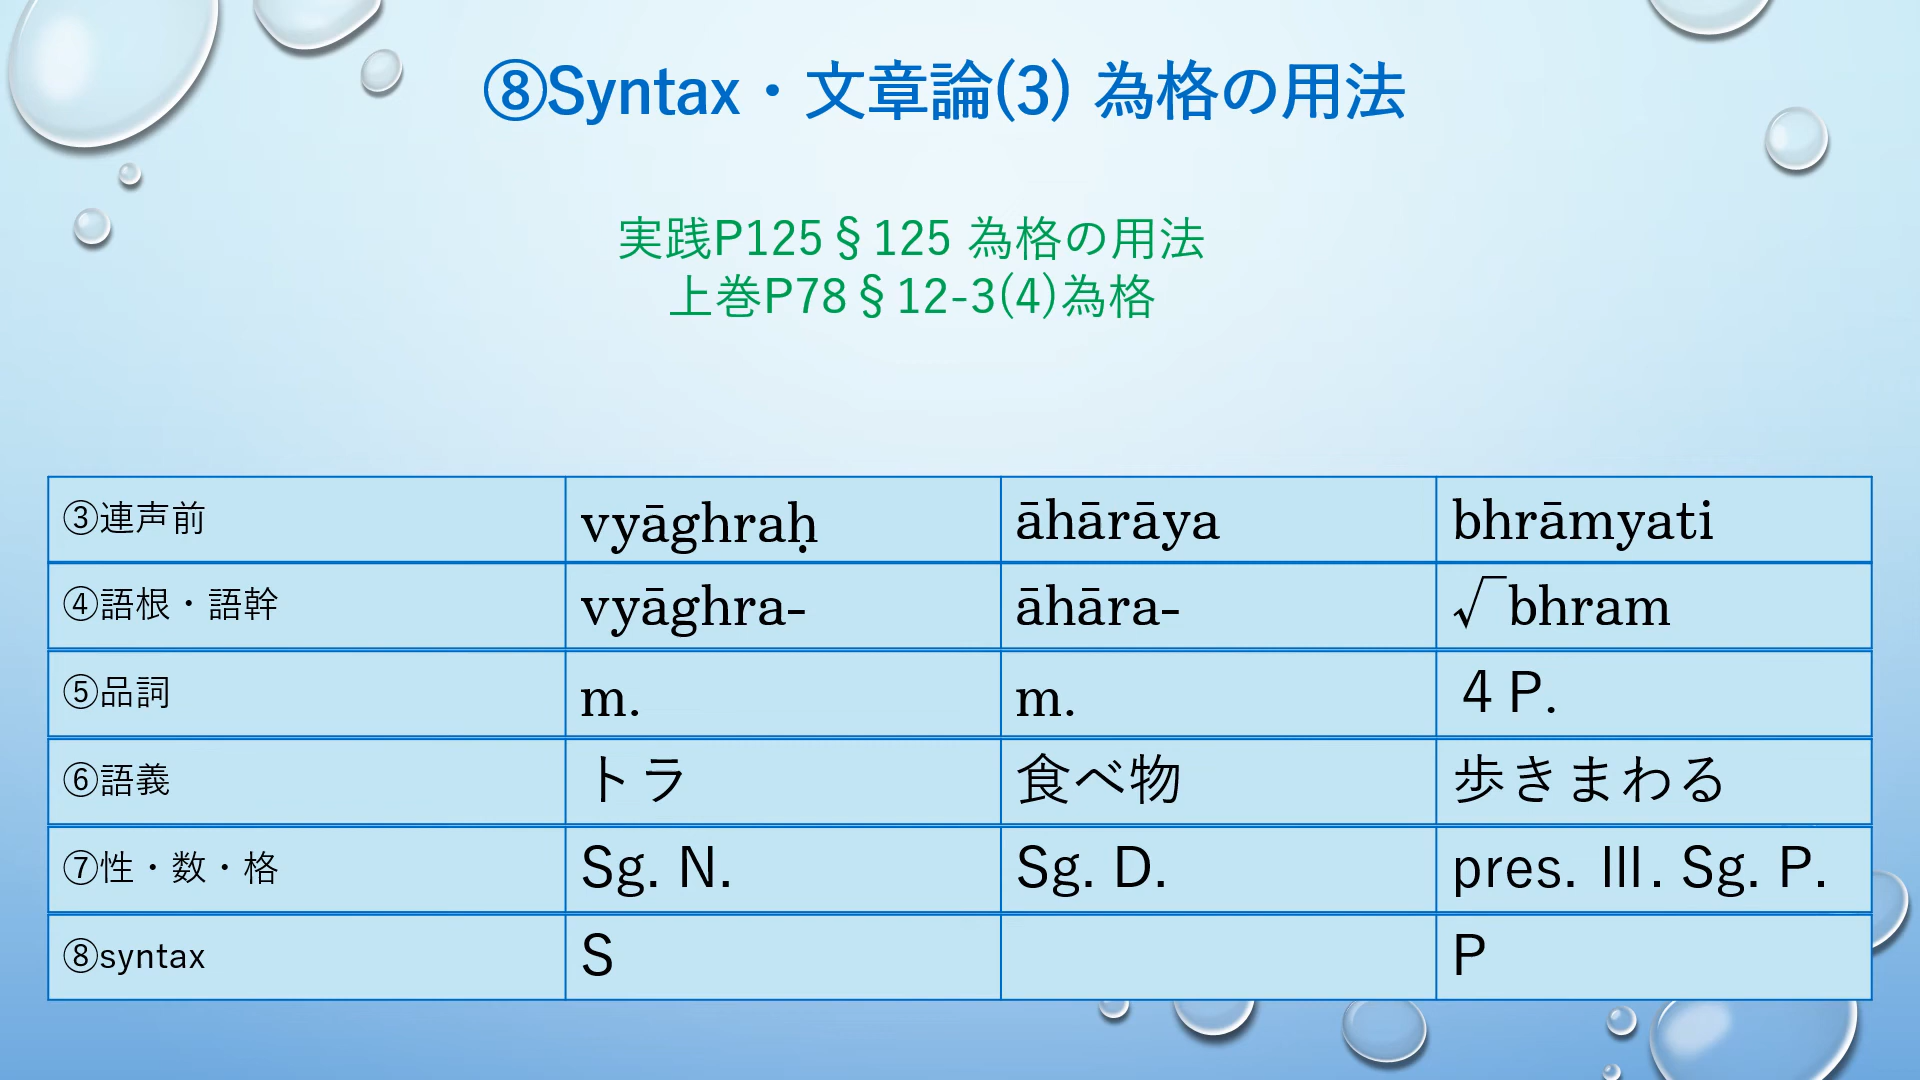 ⑧Syntax・文章論(3) 為格の用法
実践P125§125 為格の用法
上巻P78§12-3(4)為格
③連声前 vyāghraḥ āhārāya bhrāmyati
④語根・語幹 vyāghra- āhāra- √bhram
⑤品詞 m. m. 4 P.
⑥語義 トラ 食べ物 歩きまわる
⑦性・数・格 Sg. N. Sg. D. pres. Ⅲ. Sg. P.
⑧syntax S P